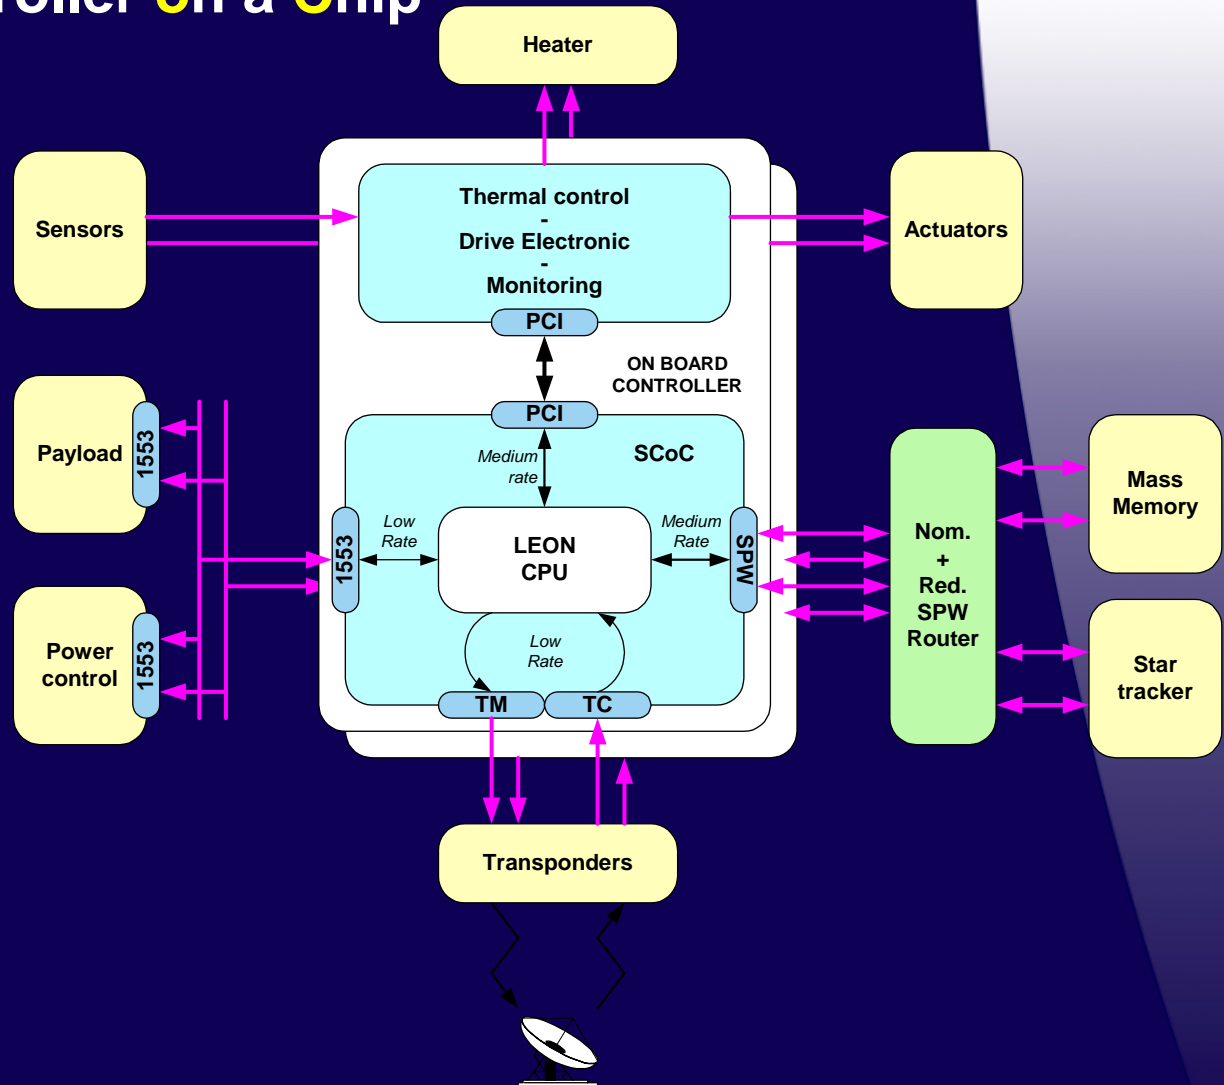 on a Chip
Heater
Sensors
Thermal control
-
Drive Electronic
-
Monitoring
PCI
Actuators
ON BOARD
CONTROLLER
PCI
SCoC
Medium
rate
Payload
1553
Power
control
1553
1553
Low
Rate
LEON
CPU
Medium
Rate
SPW
Low
Rate
TM
TC
Nom.
+
Red.
SPW
Router
Mass
Memory
Star
tracker
Transponders